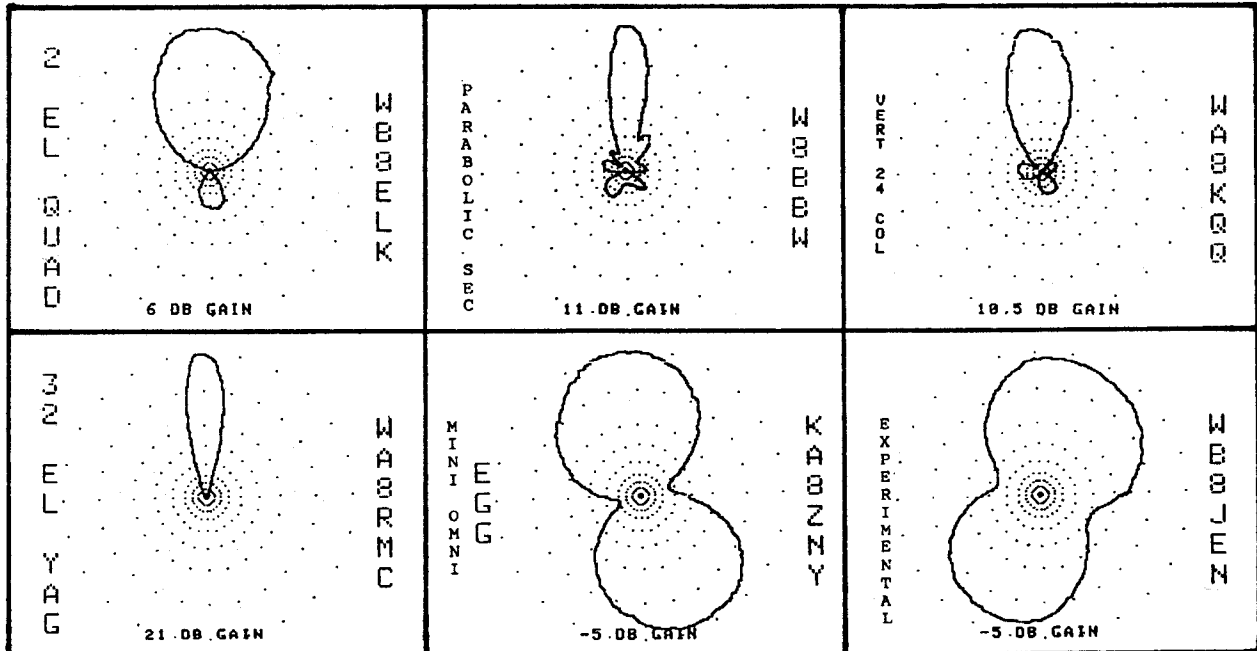 2 EL QUAD
WB8ELK
6 DB GAIN
PARABOLIC SEC
W8BBW
11.DB.GAIN
VERT 24 COL
WA8KQQ
10.5 DB GAIN
32 EL YAG
WA8RMC
21.DB.GAIN
MINI OMNI
EGG
KA8ZNY
-5.DB.GAIN
EXPERIMENTAL
WB8JEN
-5.DB.GAIN